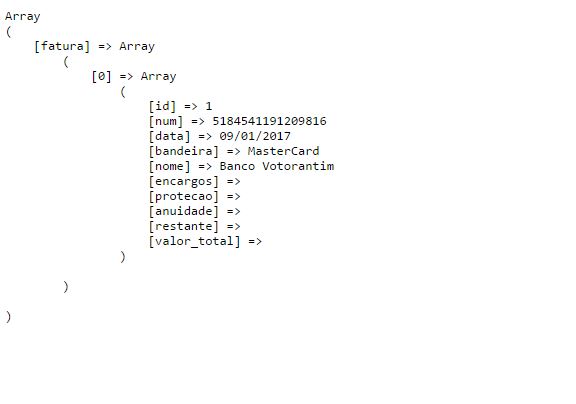 Array
(
[fatura] => Array
(
[0] => Array
(
[id] => 1
[num] => 5184541191209816
[data] => 09/01/2017
[bandeira] => MasterCard
[nome] => Banco Votorantim
[encargos] =>
[protecao] =>
[anuidade] =>
[restante] =>
[valor_total] =>
)
)
)